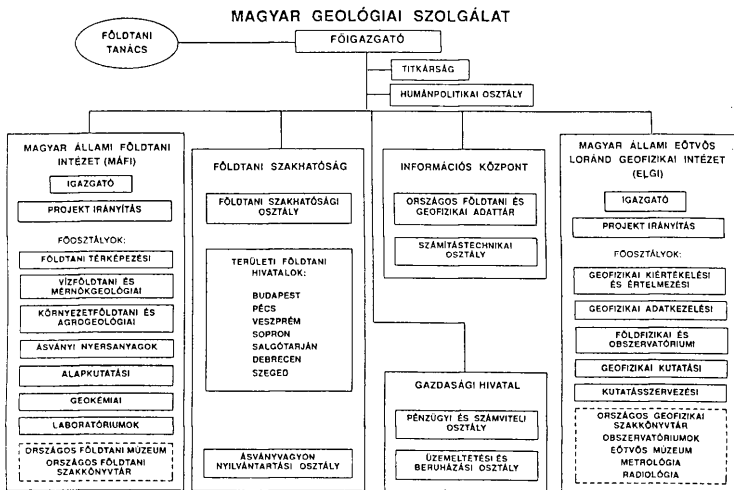 MAGYAR GEOLÓGIAI SZOLGÁLAT
FÖLDTANI
TANÁCS
FŐIGAZGATÓ
TITKÁRSÁG
HUMÁNPOLITIKAI OSZTÁLY
MAGYAR ÁLLAMI FÖLDTANI
INTÉZET (MÁFI)
IGAZGATÓ
PROJEKT IRÁNYÍTÁS
FŐOSZTÁLYOK:
FÖLDTANI TÉRKÉPEZÉSI
VÍZFÖLDTANI ÉS
MÉRNÖKGEOLÓGIAI
KÖRNYEZETFÖLDTANI ÉS
AGROGEOLÓGIAI
ÁSVÁNYI NYERSANYAGOK
ALAPKUTATÁSI
GEOKÉMIAI
LABORATÓRIUMOK
ORSZÁGOS FÖLDTANI MÚZEUM
ORSZÁGOS FÖLDTANI
SZAKKÖNYVTÁR
FÖLDTANI SZAKHATÓSÁG
FÖLDTANI SZAKHATÓSÁGI
OSZTÁLY
TERÜLETI FÖLDTANI
HIVATALOK:
BUDAPEST
PÉCS
VESZPRÉM
SOPRON
SALGÓTARJÁN
DEBRECEN
SZEGED
ÁSVÁNYVAGYON
NYILVÁNTARTÁSI OSZTÁLY
INFORMÁCIÓS KÖZPONT
ORSZÁGOS FÖLDTANI ÉS
GEOFIZIKAI ADATTÁR
SZÁMÍTÁSTECHNIKAI
OSZTÁLY
GAZDASÁGI HIVATAL
PÉNZÜGYI ÉS SZÁMVITELI
OSZTÁLY
ÜZEMELTETÉSI ÉS
BERUHÁZÁSI OSZTÁLY
MAGYAR ÁLLAMI EÖTVÖS
LORÁND GEOFIZIKAI INTÉZET
(ELGI)
IGAZGATÓ
PROJEKT IRÁNYÍTÁS
FŐOSZTÁLYOK:
GEOFIZIKAI KIÉRTÉKELÉSI
ÉS ÉRTELMEZÉSI
GEOFIZIKAI ADATKEZELÉSI
FÖLDFIZIKAI ÉS
OBSZERVATÓRIUMI
GEOFIZIKAI KUTATÁSI
KUTATÁSSZERVEZÉSI
ORSZÁGOS GEOFIZIKAI
SZAKKÖNYVTÁR
OBSZERVATÓRIUMOK
EÖTVÖS MÚZEUM
METROLÓGIA
RADIOLÓGIA